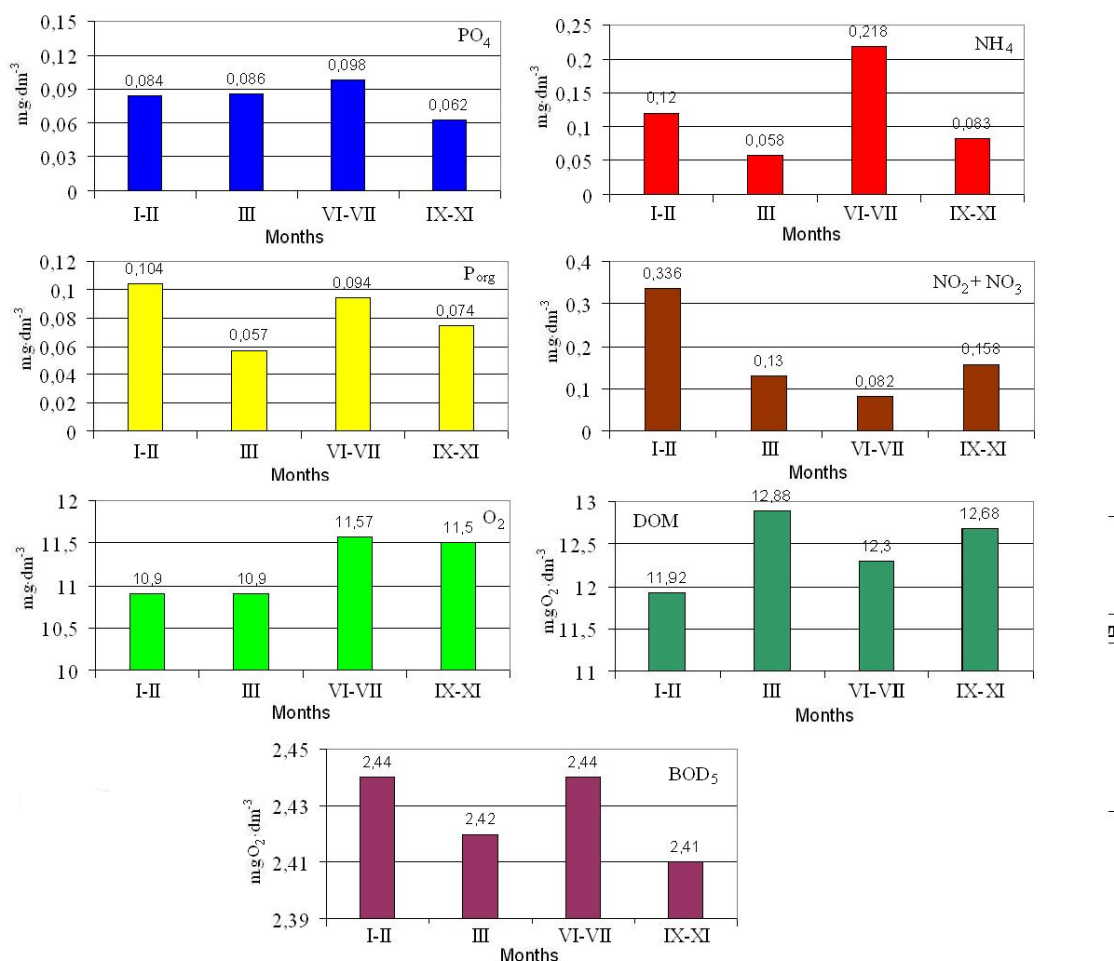 PO4
mg·dm-3
0,15
0,12
0,09
0,06
0,03
0
0,084
0,086
0,098
0,062
I-II
III
VI-VII
IX-XI
Months
NH4
mg·dm-3
0,25
0,2
0,15
0,1
0,05
0
0,12
0,058
0,218
0,083
I-II
III
VI-VII
IX-XI
Months
Porg
mg·dm-3
0,12
0,1
0,08
0,06
0,04
0,02
0
0,104
0,057
0,094
0,074
I-II
III
VI-VII
IX-XI
Months
NO2+ NO3
mg·dm-3
0,4
0,3
0,2
0,1
0
0,336
0,13
0,082
0,158
I-II
III
VI-VII
IX-XI
Months
O2
mg·dm-3
12
11,5
11
10,5
10
10,9
10,9
11,57
11,5
I-II
III
VI-VII
IX-XI
Months
DOM
mgO2·dm-3
13
12,5
12
11,5
11
11,92
12,88
12,3
12,68
I-II
III
VI-VII
IX-XI
Months
BOD5
mgO2·dm-3
2,45
2,43
2,41
2,39
2,44
2,42
2,44
2,41
I-II
III
VI-VII
IX-XI
Months